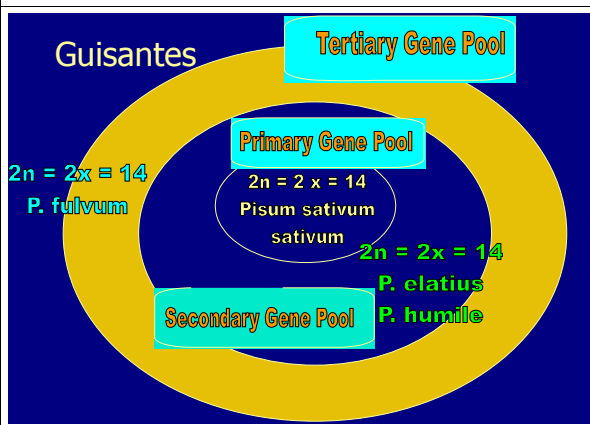 Guisantes
Tertiary Gene Pool
Primary Gene Pool
2n = 2 x = 14
Pisum sativum
sativum
2n = 2x = 14
P. fulvum
2n = 2x = 14
P. elatius
P. humile
Secondary Gene Pool